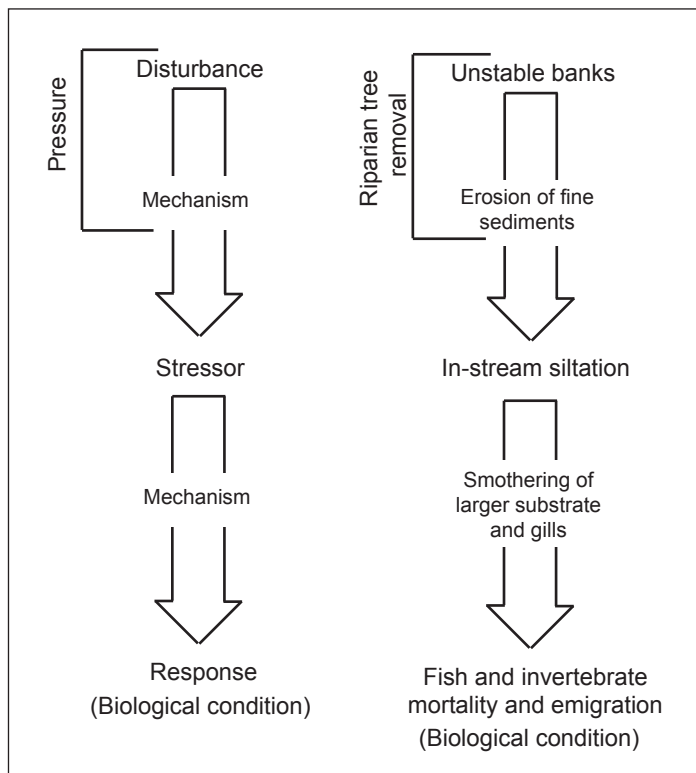 Pressure
Disturbance
Mechanism
Stressor
Mechanism
Response
(Biological condition)
Riparian tree
removal
Unstable banks
Erosion of fine
sediments
In-stream siltation
Smothering of
larger substrate
and gills
Fish and invertebrate
mortality and emigration
(Biological condition)